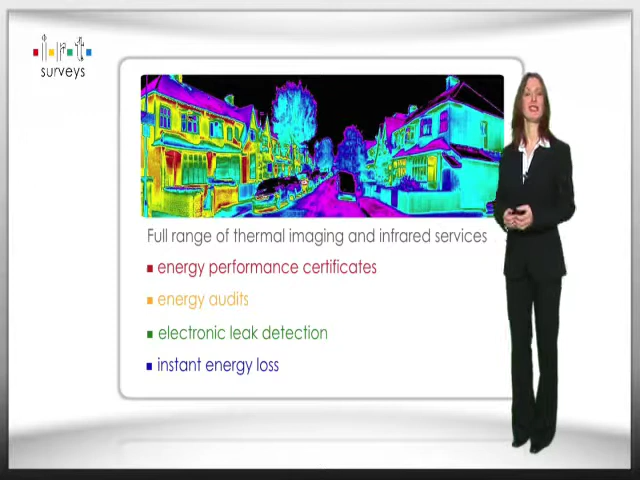 i·r·t
surveys
Full range of thermal imaging and infrared services
energy performance certificates
energy audits
electronic leak detection
instant energy loss